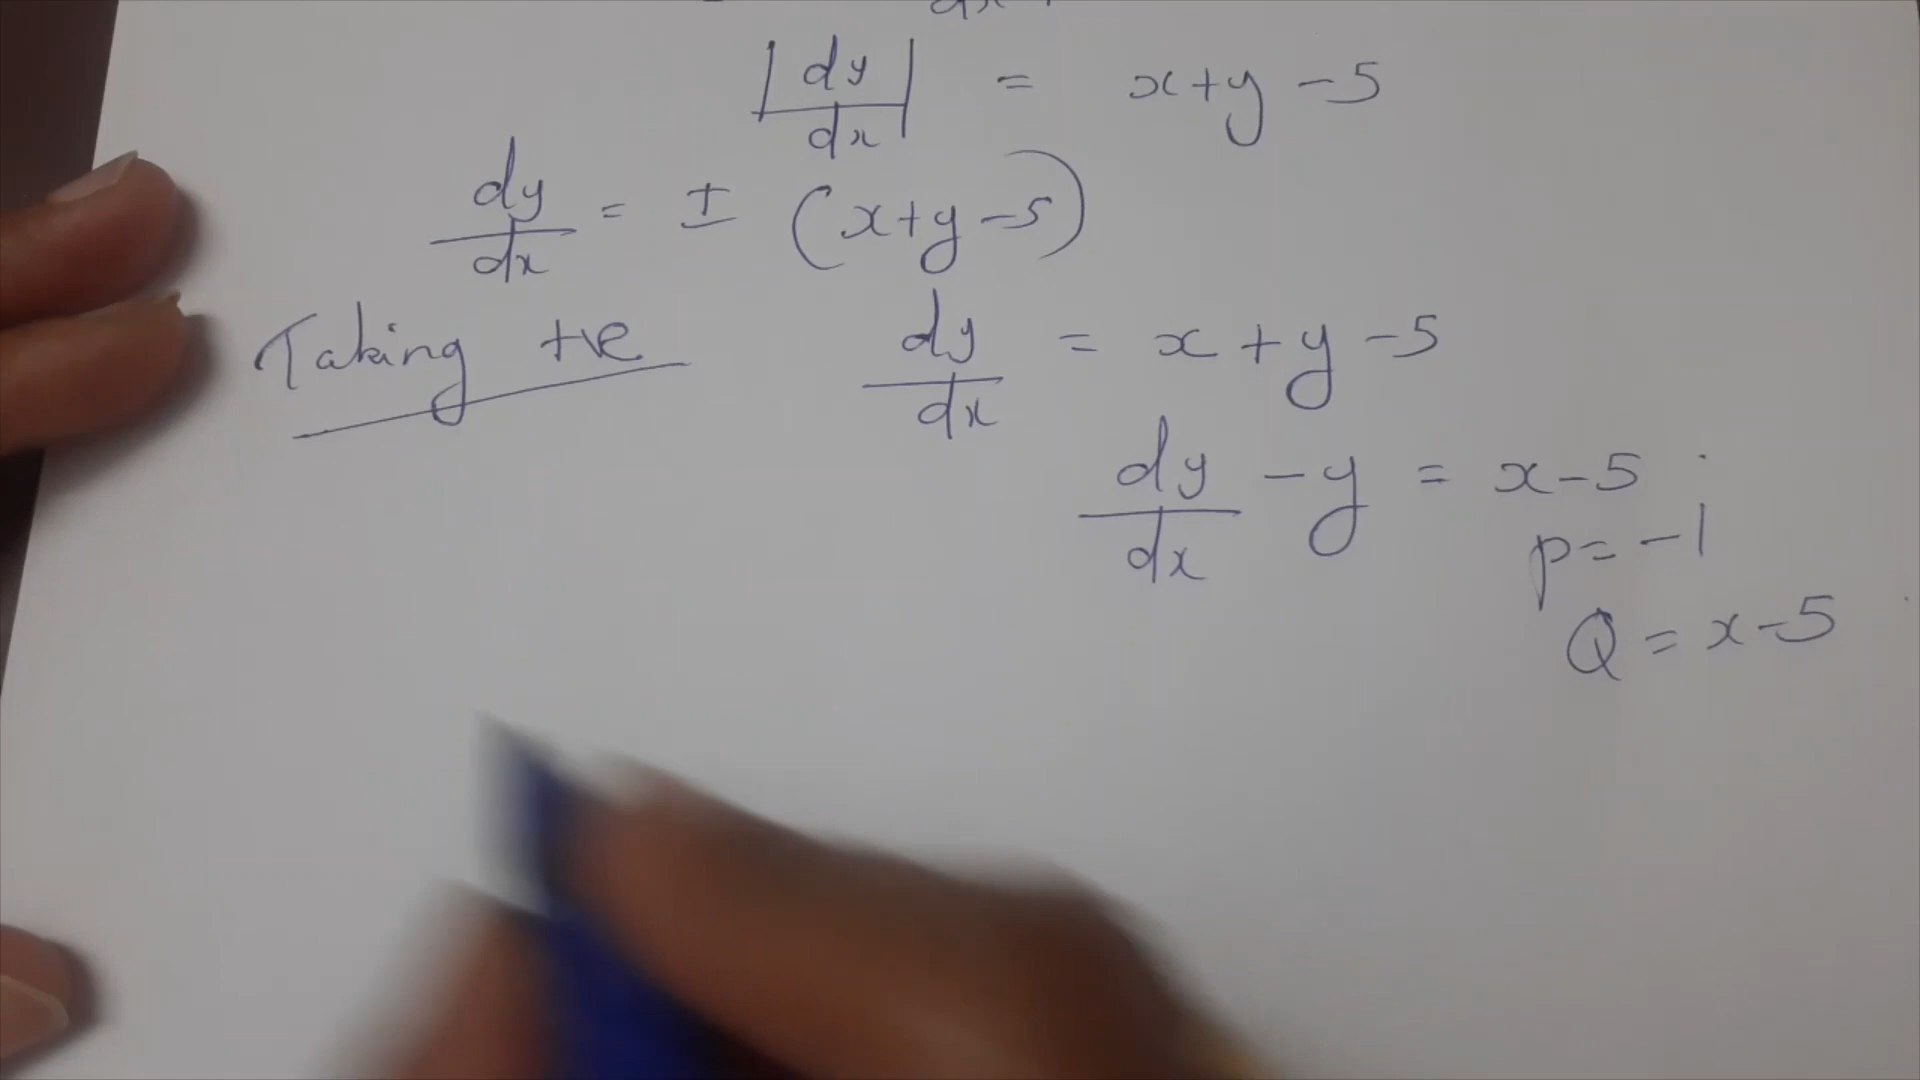 |dy/dx| = x+y-5
dy/dx = ± (x+y-5)
Taking +ve dy/dx = x+y-5
dy/dx - y = x-5
p = -1
Q = x-5